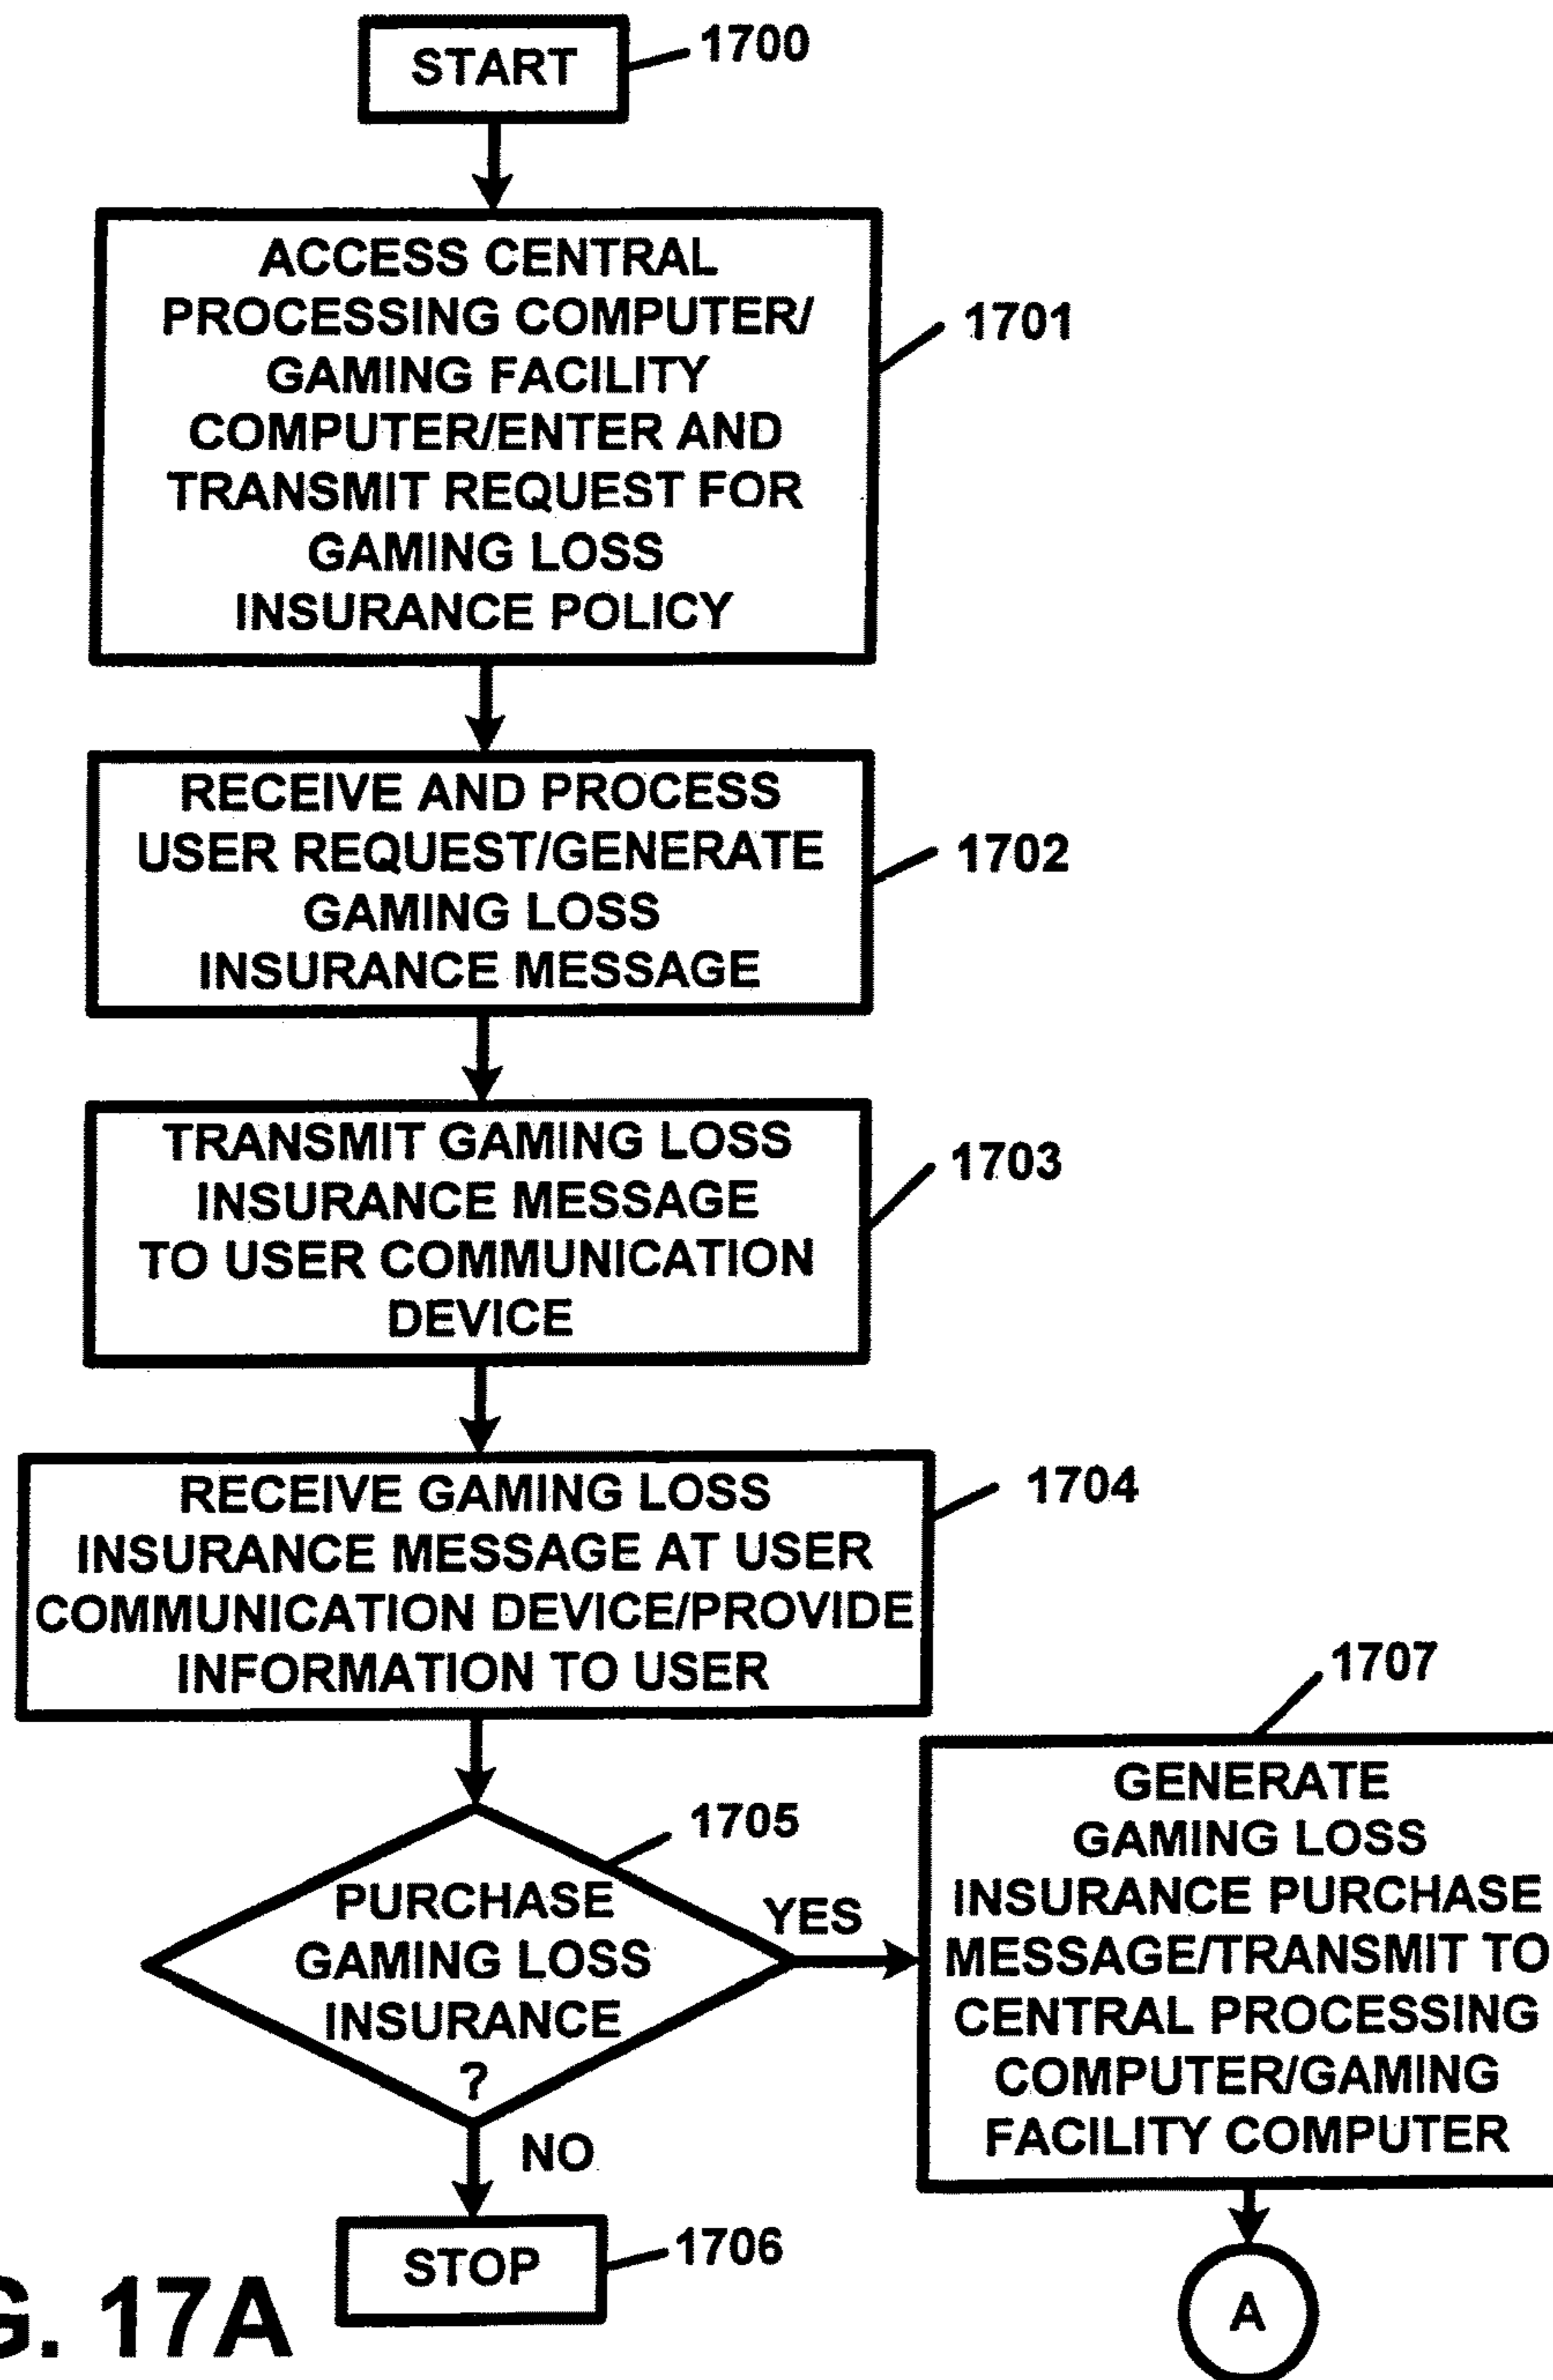 START
1700
ACCESS CENTRAL
PROCESSING COMPUTER/
GAMING FACILITY
COMPUTER/ENTER AND
TRANSMIT REQUEST FOR
GAMING LOSS
INSURANCE POLICY
1701
RECEIVE AND PROCESS
USER REQUEST/GENERATE
GAMING LOSS
INSURANCE MESSAGE
1702
TRANSMIT GAMING LOSS
INSURANCE MESSAGE
TO USER COMMUNICATION
DEVICE
1703
RECEIVE GAMING LOSS
INSURANCE MESSAGE AT USER
COMMUNICATION DEVICE/PROVIDE
INFORMATION TO USER
1704
PURCHASE
GAMING LOSS
INSURANCE
?
1705
YES
NO
STOP
1706
1707
GENERATE
GAMING LOSS
INSURANCE PURCHASE
MESSAGE/TRANSMIT TO
CENTRAL PROCESSING
COMPUTER/GAMING
FACILITY COMPUTER
A
G. 17A